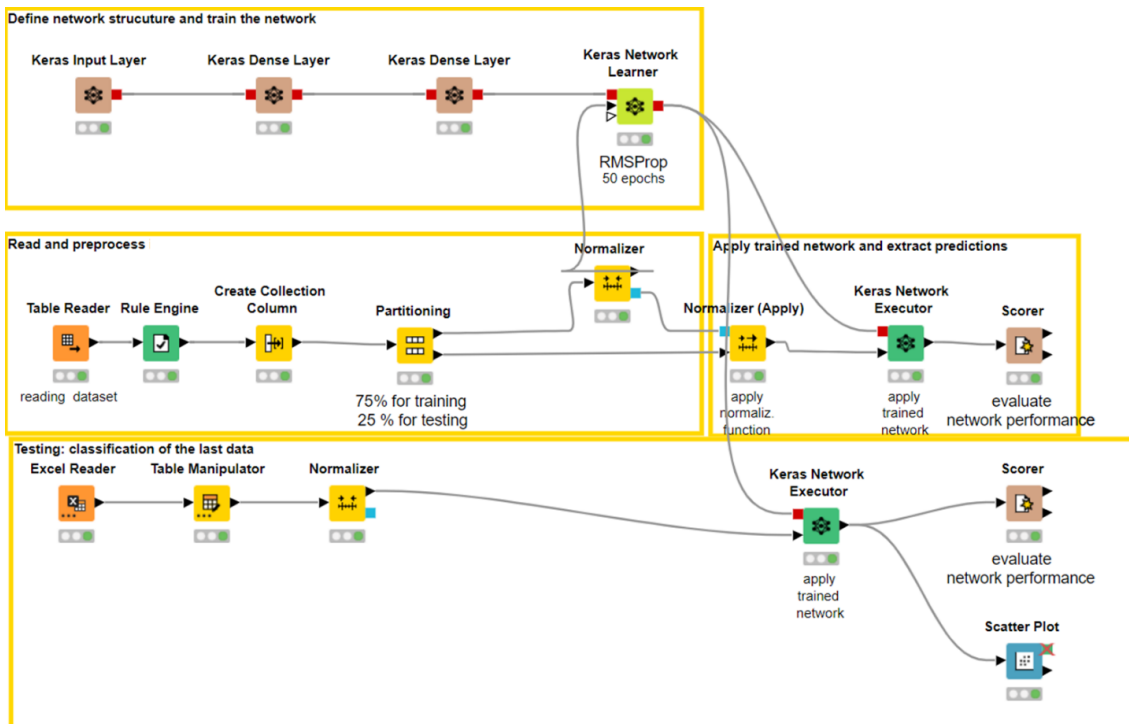 Define network strucuture and train the network
Keras Input Layer
Keras Dense Layer
Keras Dense Layer
Keras Network
Learner
RMSProp
50 epochs
Read and preprocess
Table Reader
reading dataset
Rule Engine
Create Collection
Column
Partitioning
75% for training
25 % for testing
Normalizer
Apply trained network and extract predictions
Normalizer (Apply)
apply
normaliz.
function
Keras Network
Executor
apply
trained
network
Scorer
evaluate
network performance
Testing: classification of the last data
Excel Reader
Table Manipulator
Normalizer
Keras Network
Executor
apply
trained
network
Scorer
evaluate
network performance
Scatter Plot